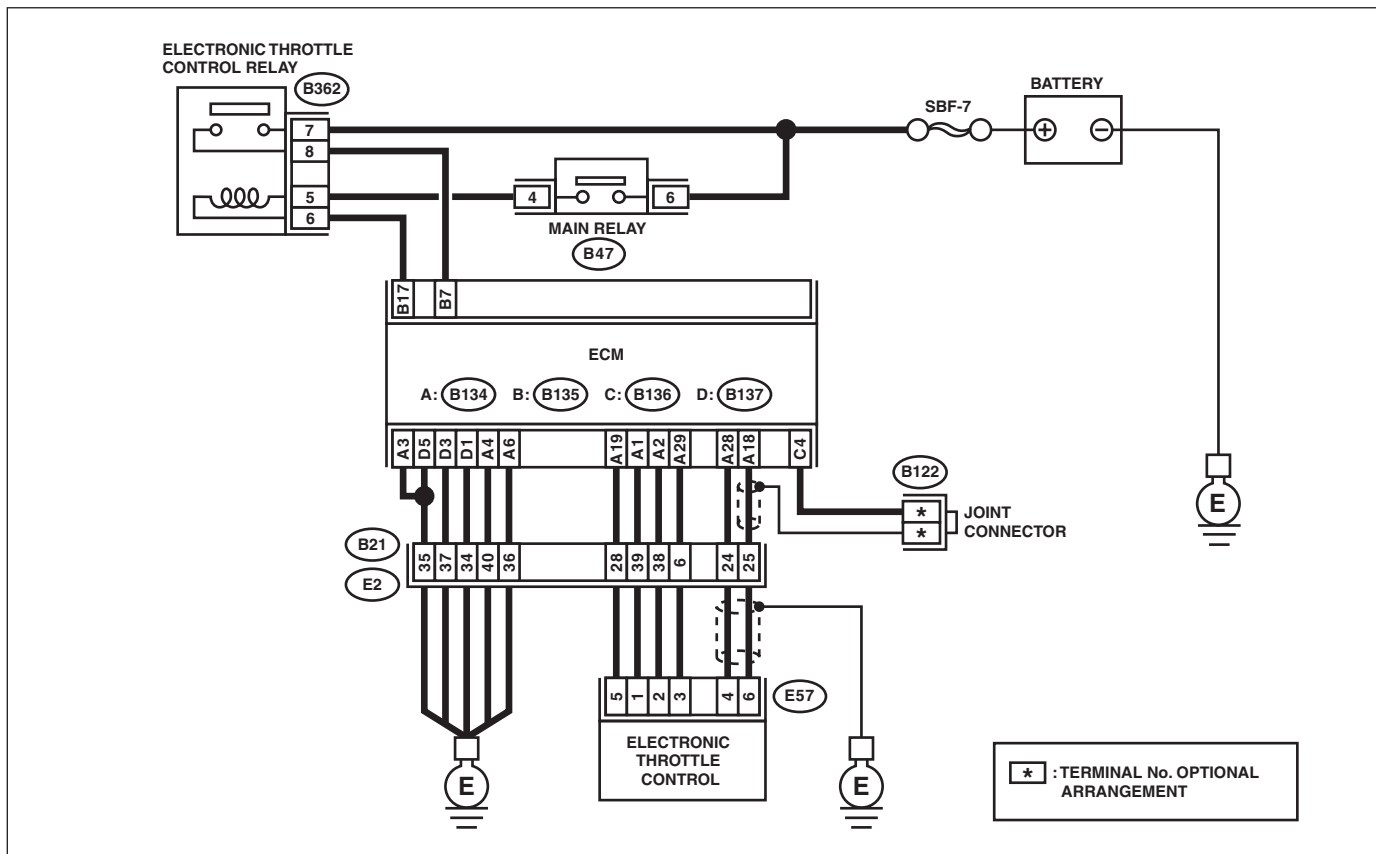 ELECTRONIC THROTTLE
CONTROL RELAY
B362
7
8
5
6
SBF-7
BATTERY
+
−
4
6
MAIN RELAY
B47
B17
B7
ECM
A: B134 B: B135 C: B136 D: B137
A3 D5 D3 D1 A4 A6 A19 A1 A2 A29 A28 A18 C4
B122
*
*
JOINT
CONNECTOR
E
B21
E2
35 37 34 40 36 28 39 38 6 24 25
5 1 2 3 4 6
E57
ELECTRONIC
THROTTLE
CONTROL
E
E
* : TERMINAL No. OPTIONAL
ARRANGEMENT